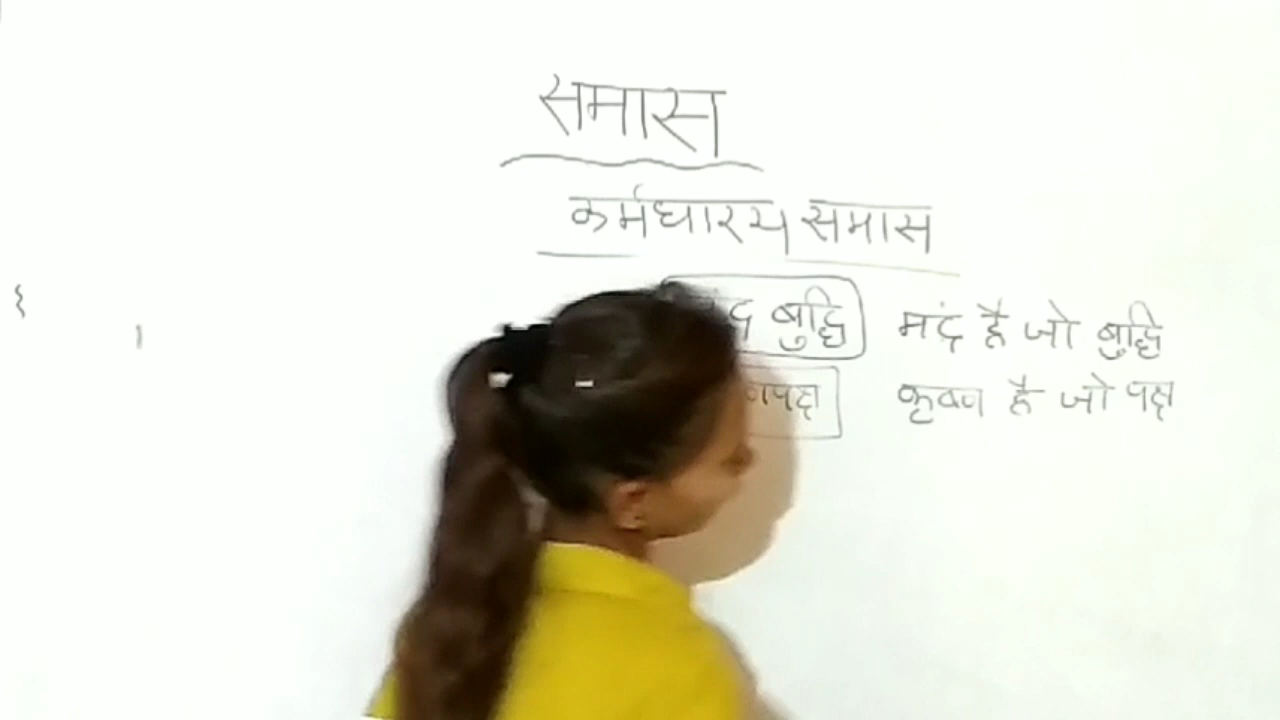 समास
कर्मधारय समास
बुद्धि मंद है जो बुद्धि
कृष्ण है जो पक्ष